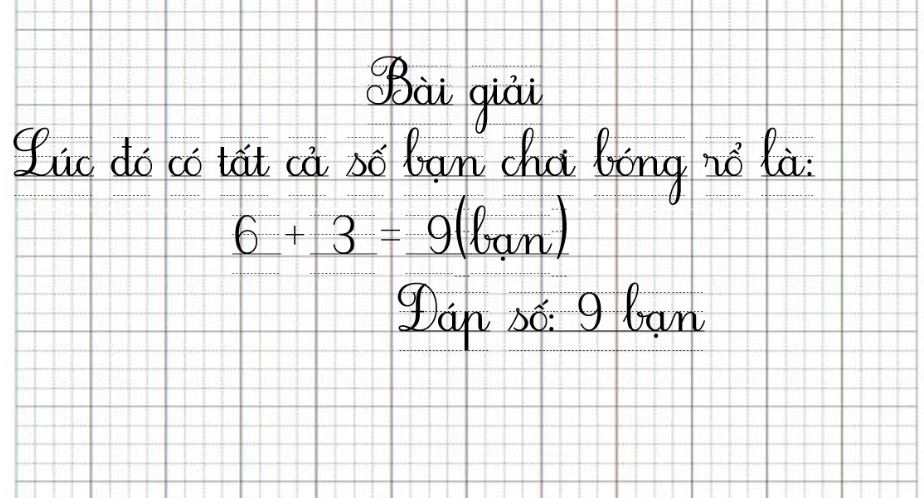 Bài giải
Lúc đó có tất cả số bạn chơi bóng rổ là:
6 + 3 = 9(bạn)
Đáp số: 9 bạn